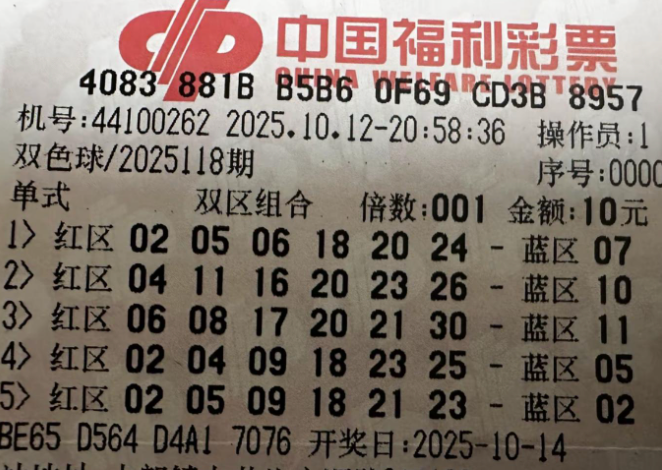 中国福利彩票
CHINA WELFARE LOTTERY
4083 881B B5B6 0F69 CD3B 8957
机号:44100262 2025.10.12-20:58:36 操作员:1
双色球/2025118期 序号:0000
单式 双区组合 倍数:001 金额:10元
1> 红区 02 05 06 18 20 24 - 蓝区 07
2> 红区 04 11 16 20 23 26 - 蓝区 10
3> 红区 06 08 17 20 21 30 - 蓝区 11
4> 红区 02 04 09 18 23 25 - 蓝区 05
5> 红区 02 05 09 18 21 23 - 蓝区 02
BE65 D564 D4A1 7076 开奖日:2025-10-14